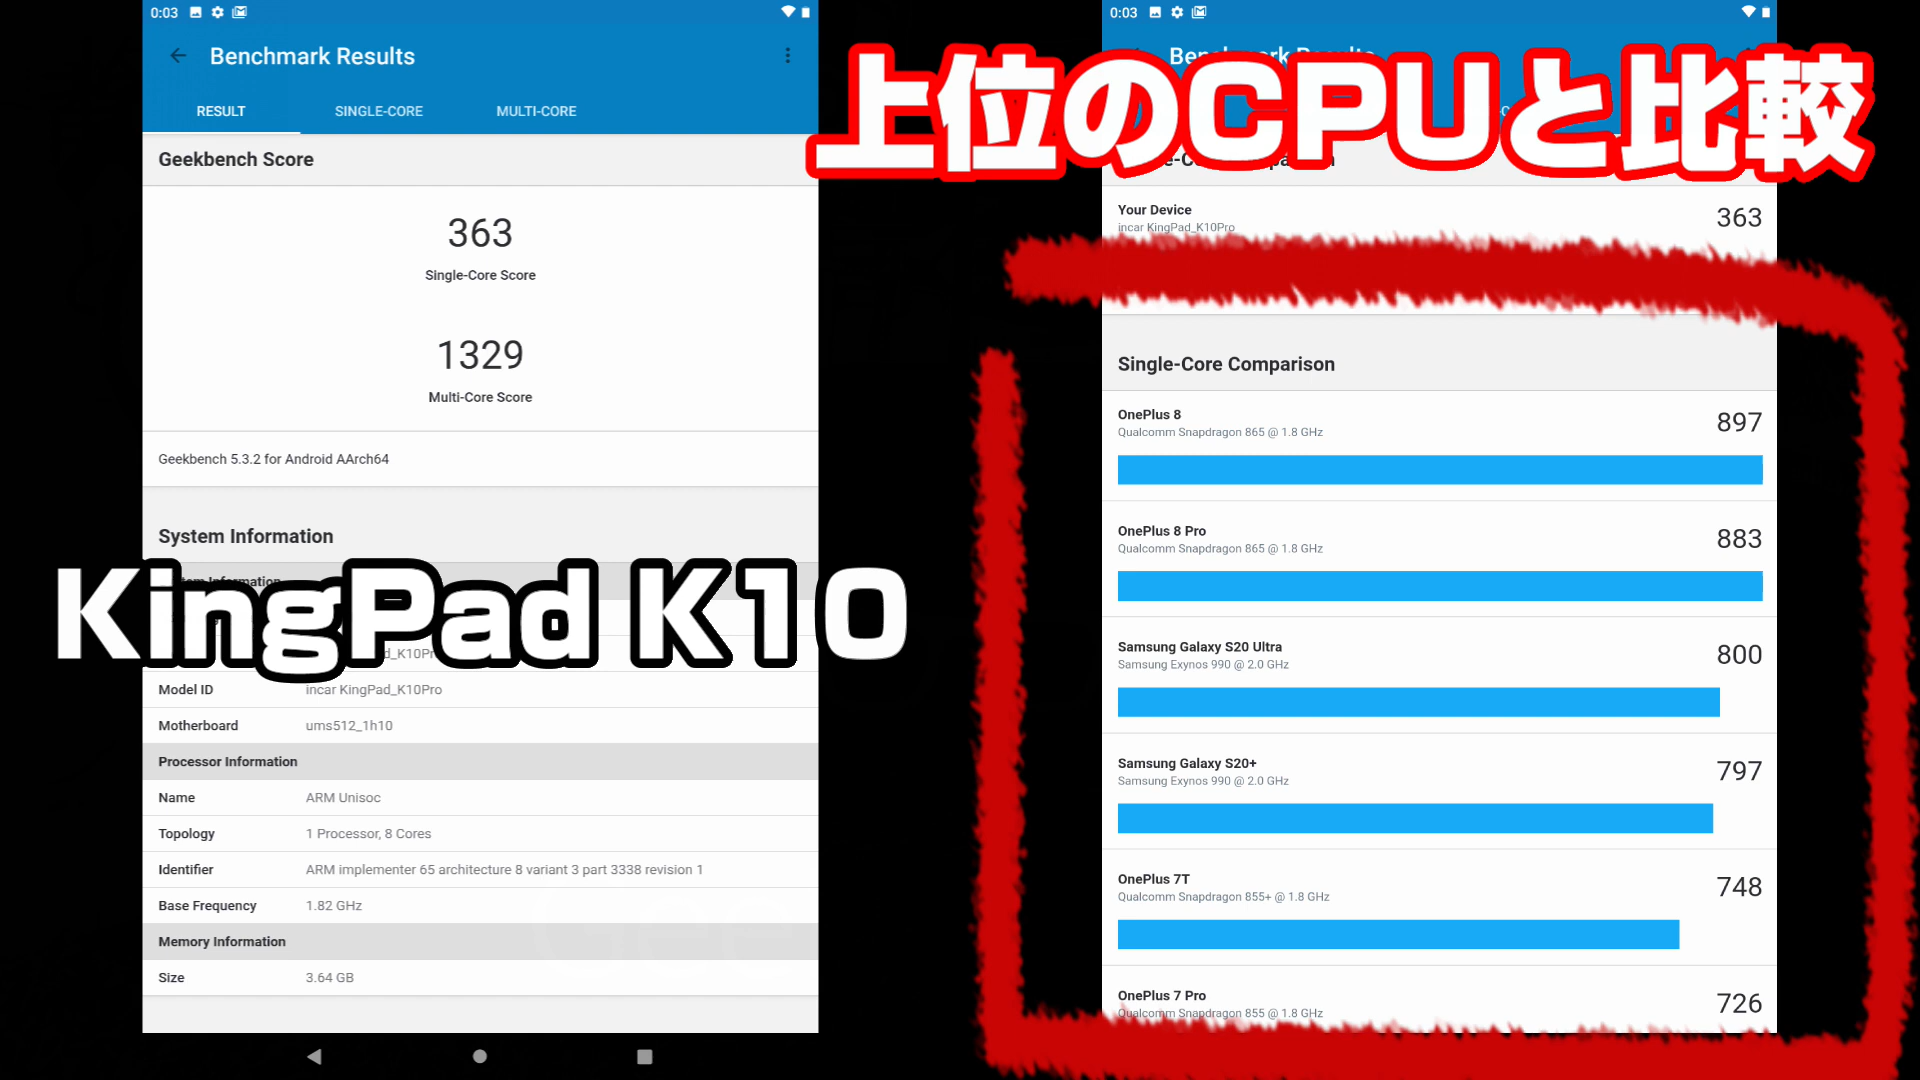 0:03
Benchmark Results
RESULT SINGLE-CORE MULTI-CORE
Geekbench Score
363
Single-Core Score
1329
Multi-Core Score
Geekbench 5.3.2 for Android AArch64
System Information
KingPad K10
Model ID incar KingPad_K10Pro
Motherboard ums512_1h10
Processor Information
Name ARM Unisoc
Topology 1 Processor, 8 Cores
Identifier ARM implementer 65 architecture 8 variant 3 part 3338 revision 1
Base Frequency 1.82 GHz
Memory Information
Size 3.64 GB
0:03
上位のCPUと比較
Your Device 363
incar KingPad_K10Pro
Single-Core Comparison
OnePlus 8 897
Qualcomm Snapdragon 865 @ 1.8 GHz
OnePlus 8 Pro 883
Qualcomm Snapdragon 865 @ 1.8 GHz
Samsung Galaxy S20 Ultra 800
Samsung Exynos 990 @ 2.0 GHz
Samsung Galaxy S20+ 797
Samsung Exynos 990 @ 2.0 GHz
OnePlus 7T 748
Qualcomm Snapdragon 855+ @ 1.8 GHz
OnePlus 7 Pro 726
Qualcomm Snapdragon 855 @ 1.8 GHz